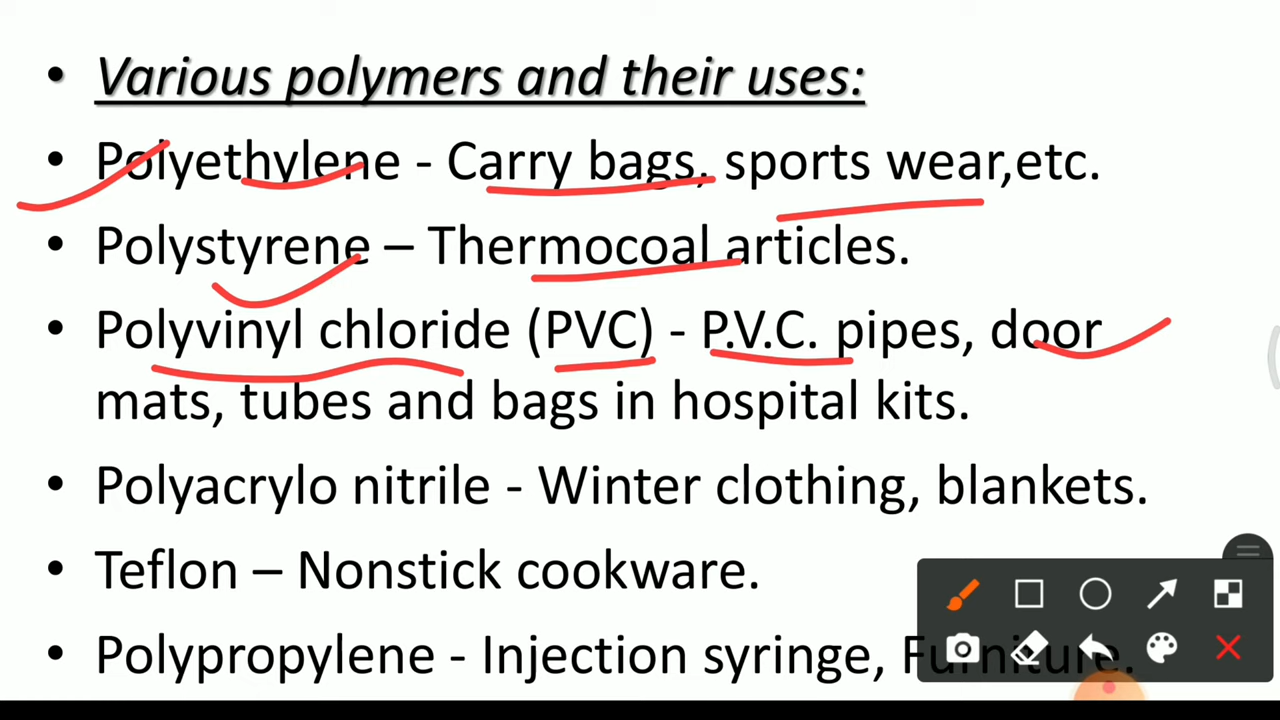 • Various polymers and their uses:
• Polyethylene - Carry bags, sports wear,etc.
• Polystyrene – Thermocoal articles.
• Polyvinyl chloride (PVC) - P.V.C. pipes, door
mats, tubes and bags in hospital kits.
• Polyacrylo nitrile - Winter clothing, blankets.
• Teflon – Nonstick cookware.
• Polypropylene - Injection syringe, Furniture.